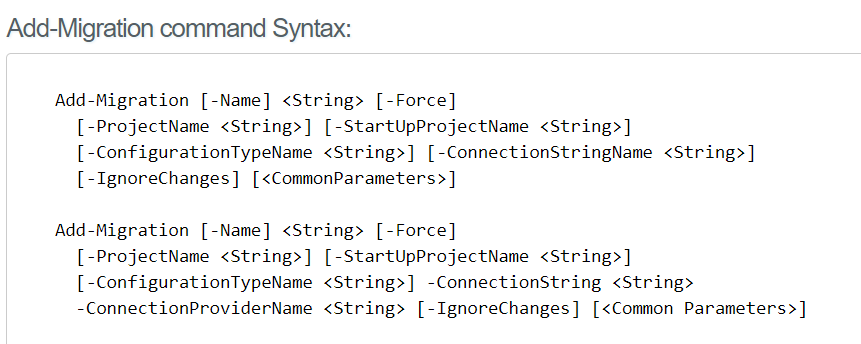 Add-Migration command Syntax:
Add-Migration [-Name] <String> [-Force]
[-ProjectName <String>] [-StartUpProjectName <String>]
[-ConfigurationTypeName <String>] [-ConnectionStringName <String>]
[-IgnoreChanges] [<CommonParameters>]
Add-Migration [-Name] <String> [-Force]
[-ProjectName <String>] [-StartUpProjectName <String>]
[-ConfigurationTypeName <String>] -ConnectionString <String>
-ConnectionProviderName <String> [-IgnoreChanges] [<Common Parameters>]